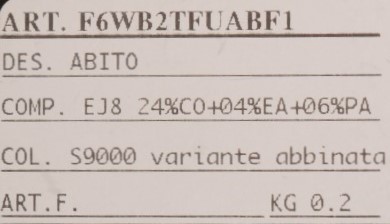 ART. F6WB2TFUABF1
DES. ABITO
COMP. EJ8 24%CO+04%EA+06%PA
COL. S9000 variante abbinata
ART.F. KG 0.2